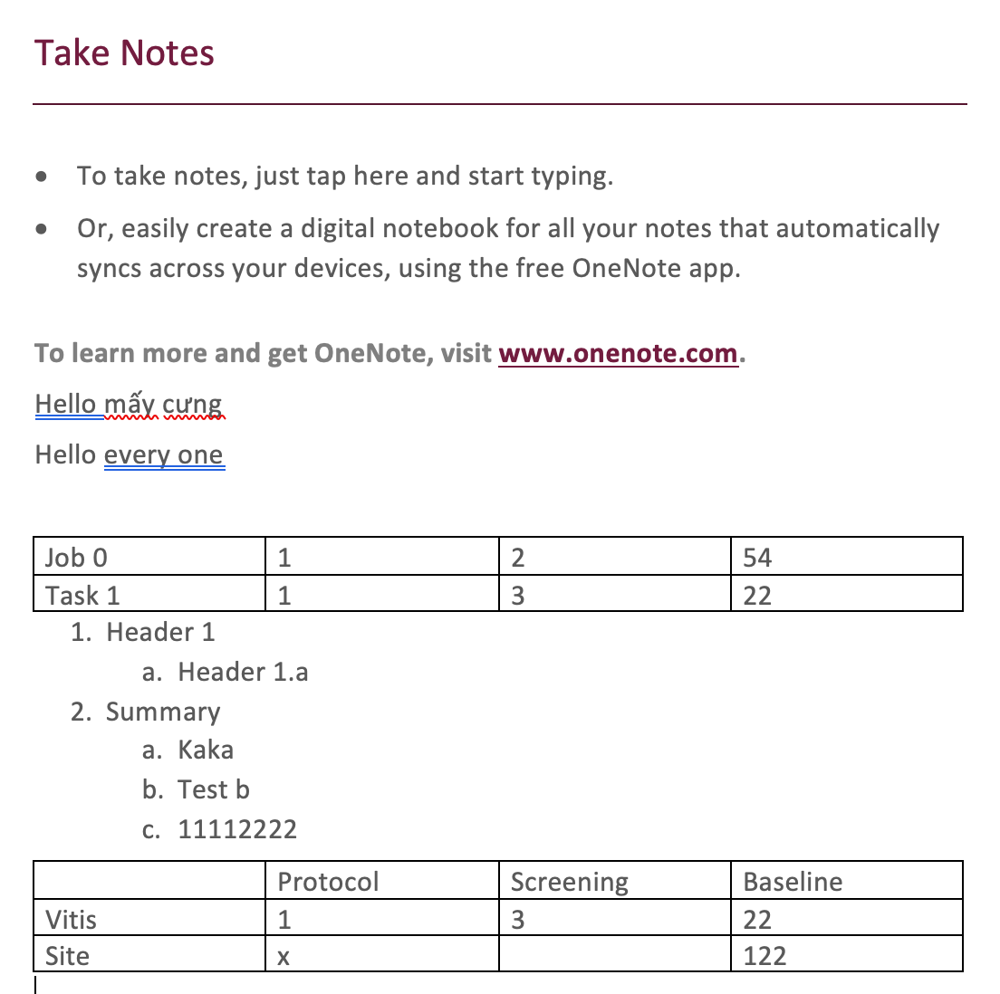 Take Notes
• To take notes, just tap here and start typing.
• Or, easily create a digital notebook for all your notes that automatically
syncs across your devices, using the free OneNote app.
To learn more and get OneNote, visit www.onenote.com.
Hello mấy cưng
Hello every one
Job 0 1 2 54
Task 1 1 3 22
1. Header 1
a. Header 1.a
2. Summary
a. Kaka
b. Test b
c. 11112222
Protocol Screening Baseline
Vitis 1 3 22
Site x 122